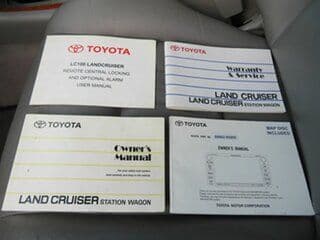 TOYOTA
LC100 LANDCRUISER
REMOTE CENTRAL LOCKING
AND OPTIONAL ALARM
USER MANUAL
TOYOTA
Warranty
& Service
LAND CRUISER
LAND CRUISER STATION WAGON
TOYOTA
Owner's
Manual
LAND CRUISER STATION WAGON
TOYOTA
MAP DISC
INCLUDED
OWNER'S MANUAL
TOYOTA MOTOR CORPORATION